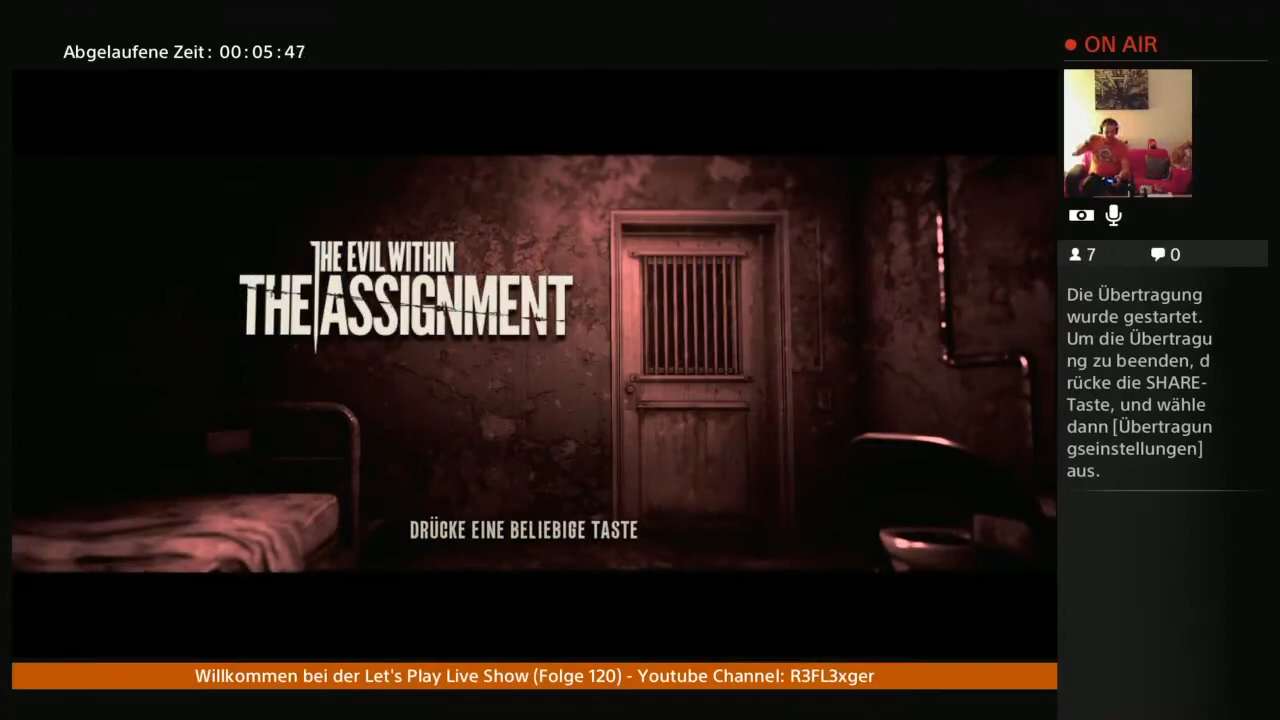 Abgelaufene Zeit: 00:05:47
ON AIR
THE EVIL WITHIN
THE ASSIGNMENT
DRÜCKE EINE BELIEBIGE TASTE
7 0
Die Übertragung
wurde gestartet.
Um die Übertragu
ng zu beenden, d
rücke die SHARE-
Taste, und wähle
dann [Übertragun
gseinstellungen]
aus.
Willkommen bei der Let's Play Live Show (Folge 120) - Youtube Channel: R3FL3xger